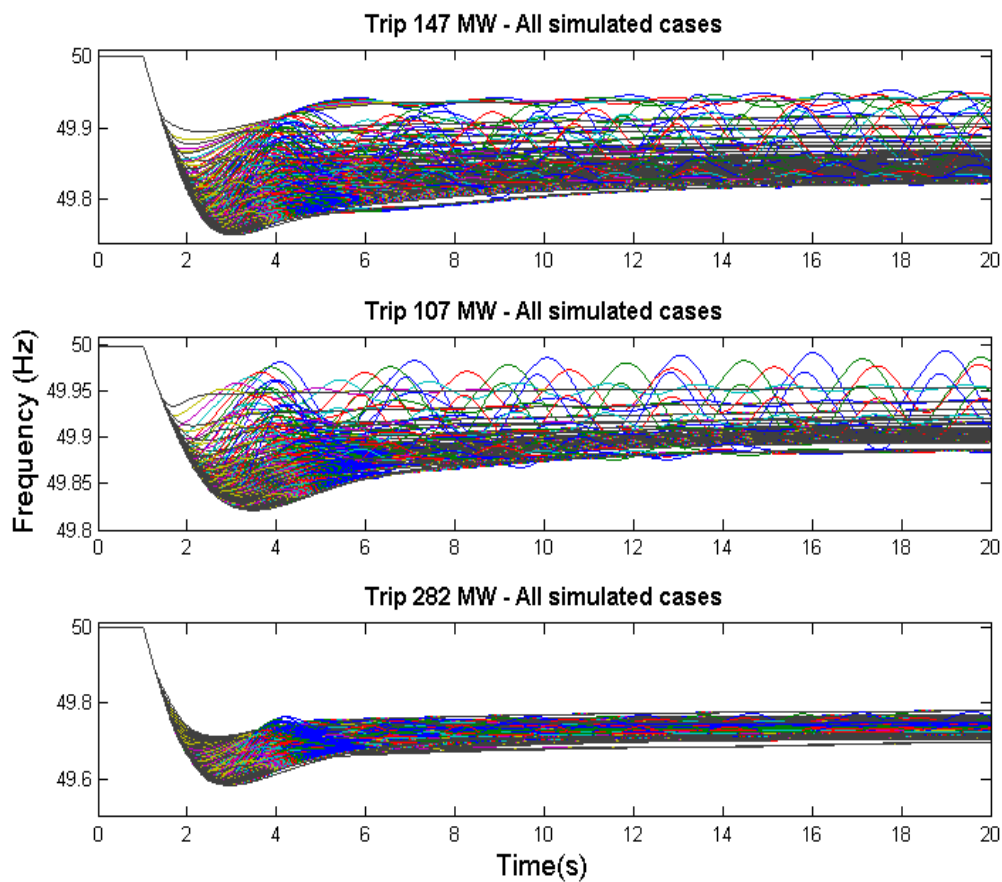 Trip 147 MW - All simulated cases
50
49.9
49.8
0 2 4 6 8 10 12 14 16 18 20
Trip 107 MW - All simulated cases
50
49.95
49.9
49.85
49.8
0 2 4 6 8 10 12 14 16 18 20
Frequency (Hz)
Trip 282 MW - All simulated cases
50
49.8
49.6
0 2 4 6 8 10 12 14 16 18 20
Time(s)